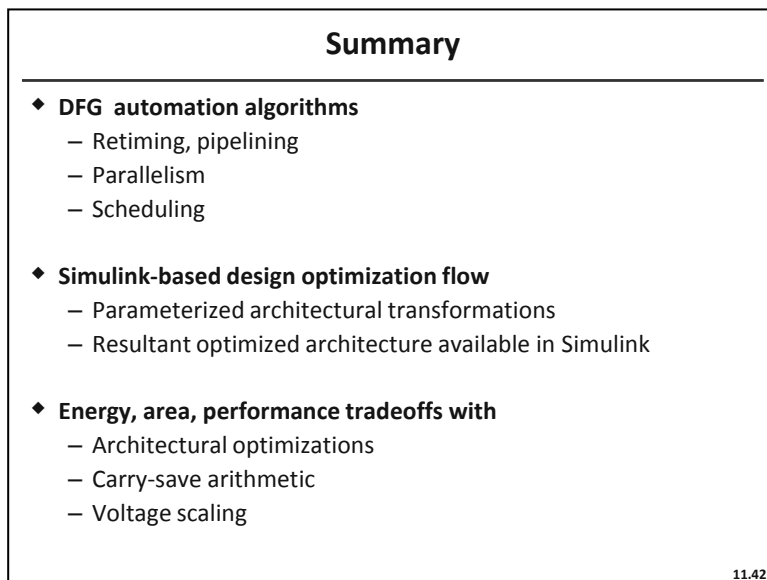 Summary
◆ DFG automation algorithms
– Retiming, pipelining
– Parallelism
– Scheduling
◆ Simulink-based design optimization flow
– Parameterized architectural transformations
– Resultant optimized architecture available in Simulink
◆ Energy, area, performance tradeoffs with
– Architectural optimizations
– Carry-save arithmetic
– Voltage scaling
11.42